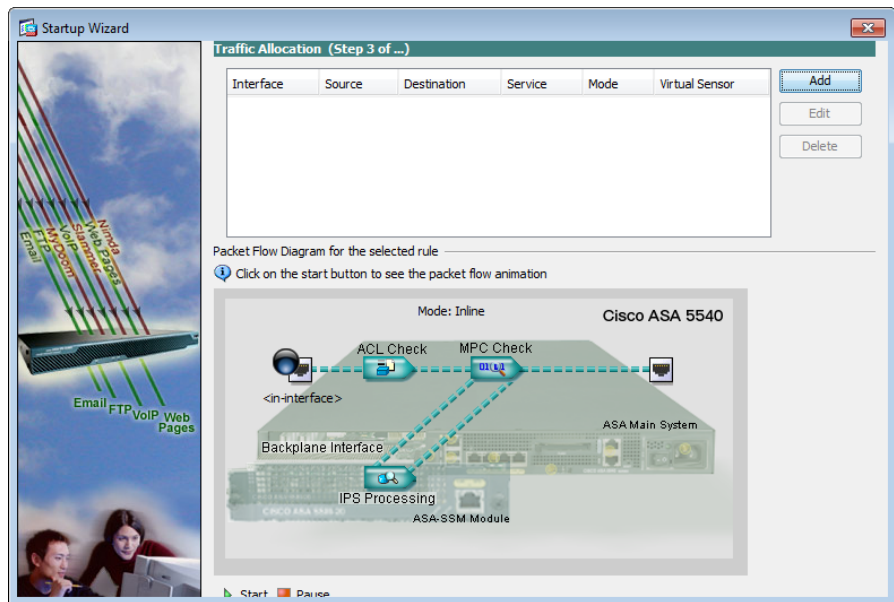 Startup Wizard
Traffic Allocation (Step 3 of ...)
Interface Source Destination Service Mode Virtual Sensor
Add
Edit
Delete
Nimda
Web Pages
Slammer
VoIP
MyDoom
FTP
Email
Email FTP VoIP Web Pages
Packet Flow Diagram for the selected rule
Click on the start button to see the packet flow animation
Mode: Inline
Cisco ASA 5540
ACL Check
MPC Check
<in-interface>
ASA Main System
Backplane Interface
IPS Processing
ASA-SSM Module
Start Pause